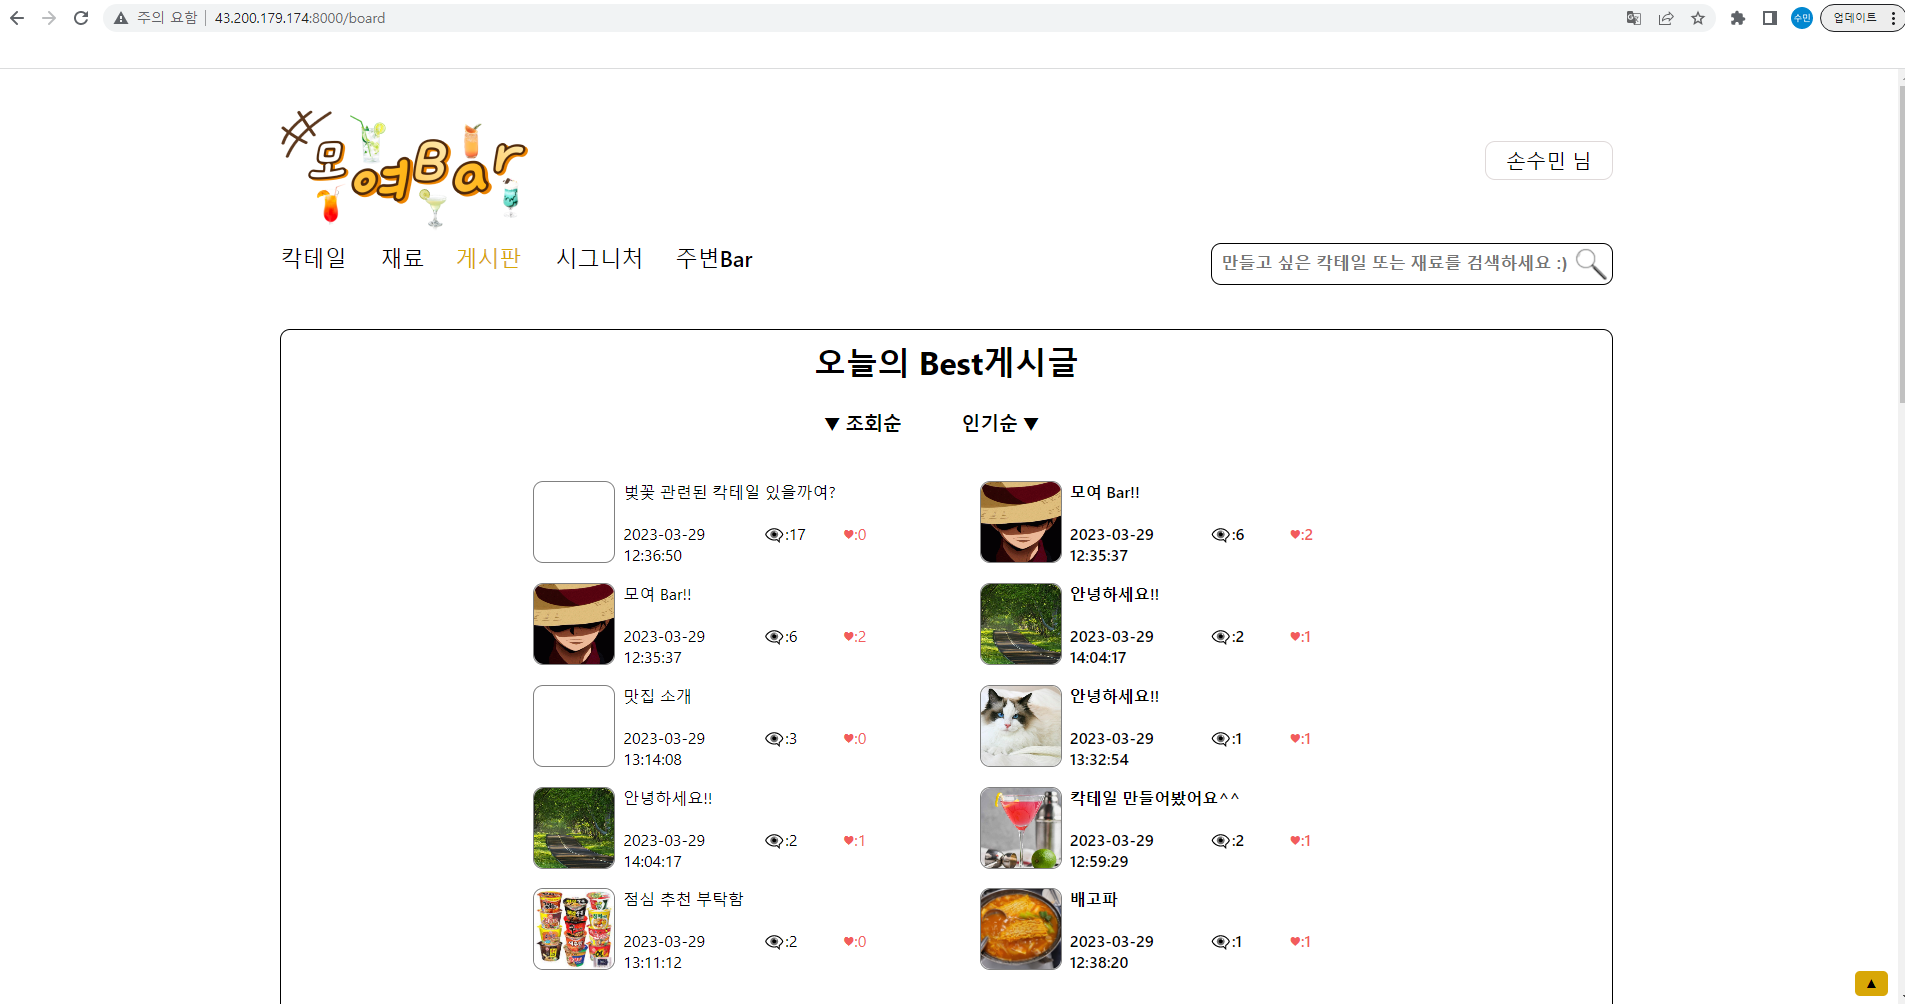 주의 요함 | 43.200.179.174:8000/board
수민
업데이트
#모여Bar
손수민 님
칵테일 재료 게시판 시그니처 주변Bar
만들고 싶은 칵테일 또는 재료를 검색하세요 :)
오늘의 Best게시글
▼ 조회순 인기순 ▼
벚꽃 관련된 칵테일 있을까여?
2023-03-29 :17 ♥:0
12:36:50
모여 Bar!!
2023-03-29 :6 ♥:2
12:35:37
모여 Bar!!
2023-03-29 :6 ♥:2
12:35:37
안녕하세요!!
2023-03-29 :2 ♥:1
14:04:17
맛집 소개
2023-03-29 :3 ♥:0
13:14:08
안녕하세요!!
2023-03-29 :1 ♥:1
13:32:54
안녕하세요!!
2023-03-29 :2 ♥:1
14:04:17
칵테일 만들어봤어요^^
2023-03-29 :2 ♥:1
12:59:29
점심 추천 부탁함
2023-03-29 :2 ♥:0
13:11:12
배고파
2023-03-29 :1 ♥:1
12:38:20
▲